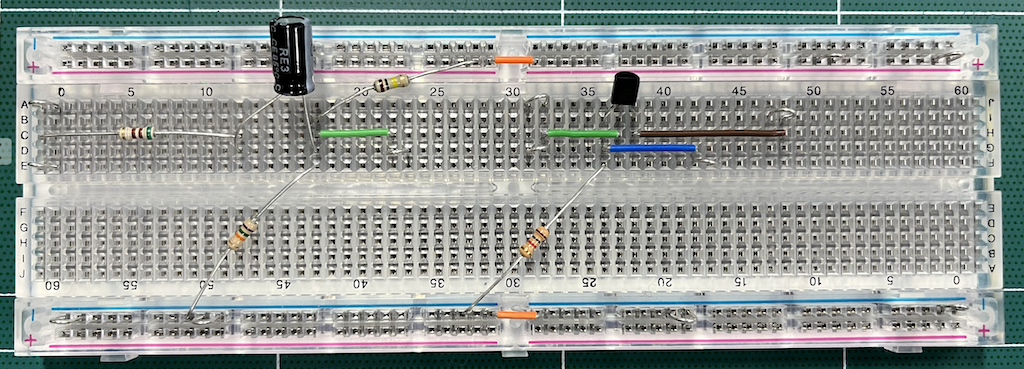 RE3
- -
+ +
0 5 10 15 20 25 30 35 40 45 50 55 60
A J
B I
C H
D G
E F
F E
G D
H C
I B
J A
60 55 50 45 40 35 30 25 20 15 10 5 0
- -
+ +